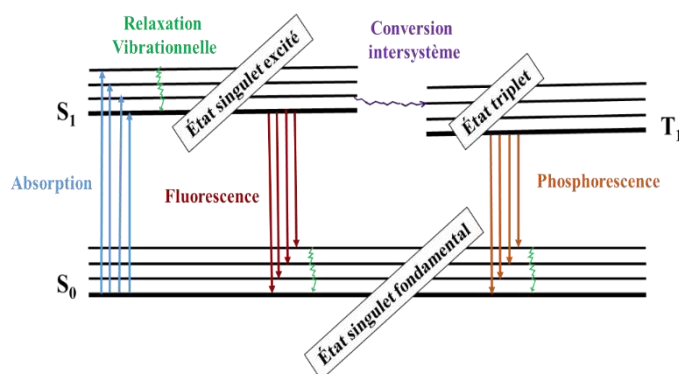 Relaxation
Vibrationnelle
État singulet excité
Conversion
intersystème
État triplet
S1
T1
Absorption
Fluorescence
Phosphorescence
État singulet fondamental
S0